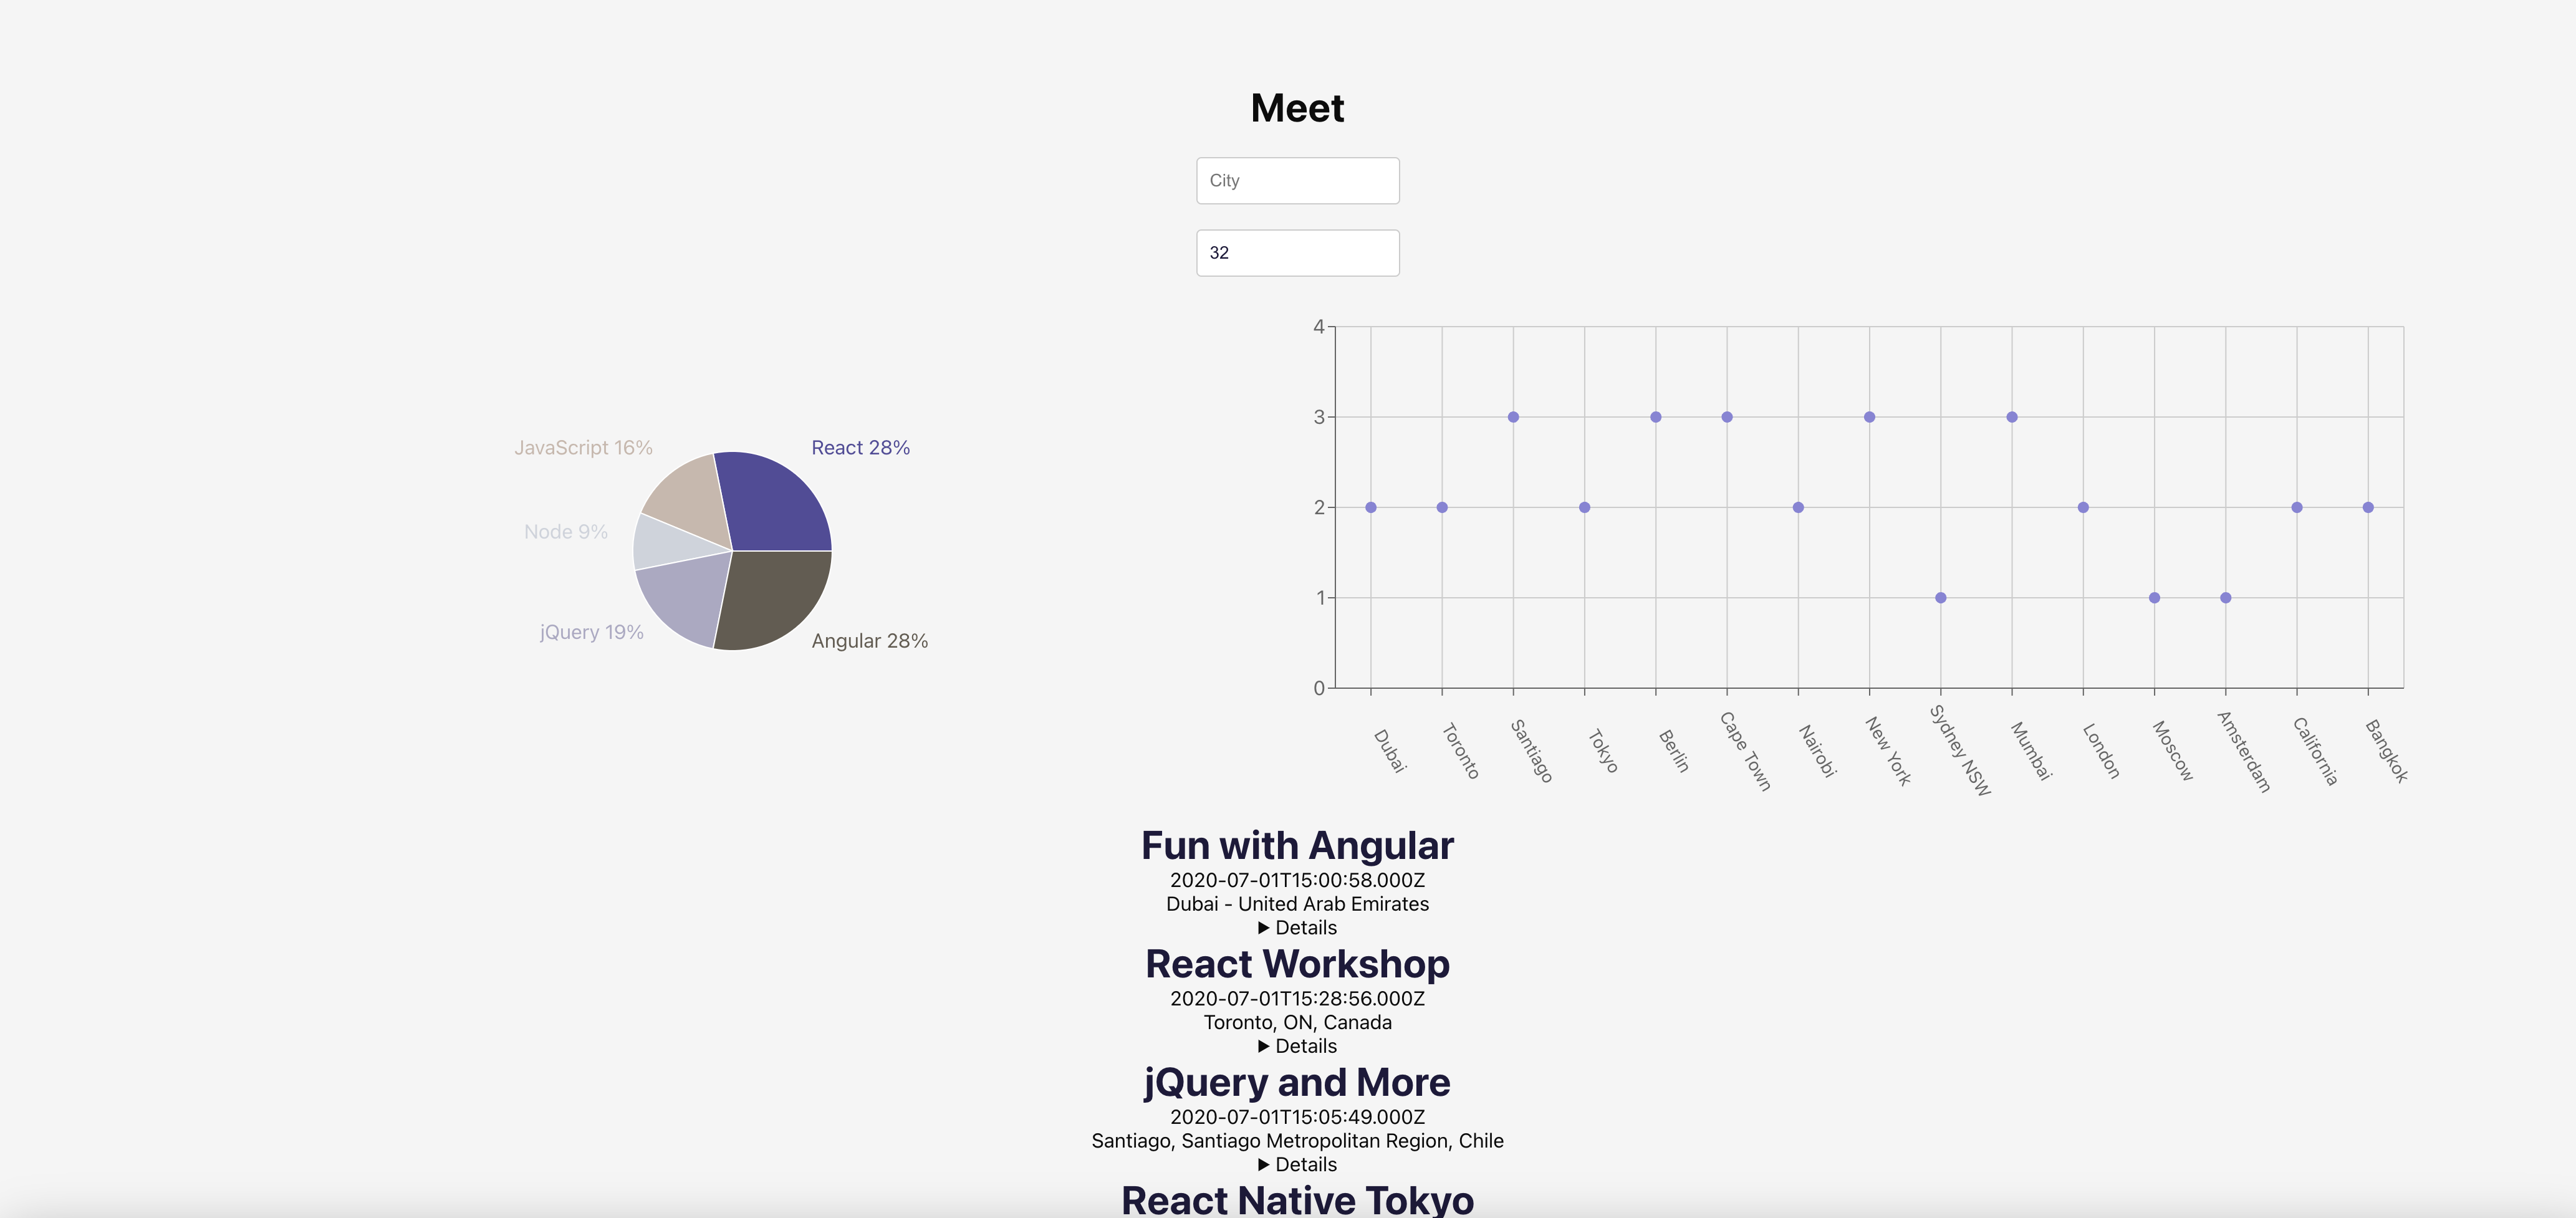 Meet
City
32
JavaScript 16%
React 28%
Node 9%
jQuery 19%
Angular 28%
4
3
2
1
0
Dubai
Toronto
Santiago
Tokyo
Berlin
Cape Town
Nairobi
New York
Sydney NSW
Mumbai
London
Moscow
Amsterdam
California
Bangkok
Fun with Angular
2020-07-01T15:00:58.000Z
Dubai - United Arab Emirates
▶ Details
React Workshop
2020-07-01T15:28:56.000Z
Toronto, ON, Canada
▶ Details
jQuery and More
2020-07-01T15:05:49.000Z
Santiago, Santiago Metropolitan Region, Chile
▶ Details
React Native Tokyo